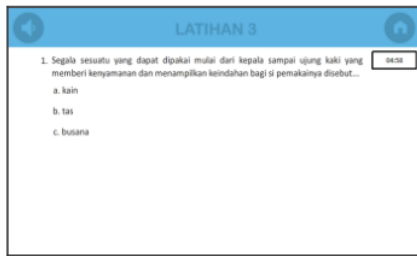 LATIHAN 3
1. Segala sesuatu yang dapat dipakai mulai dari kepala sampai ujung kaki yang
memberi kenyamanan dan menampilkan keindahan bagi si pemakainya disebut...
04:58
a. kain
b. tas
c. busana